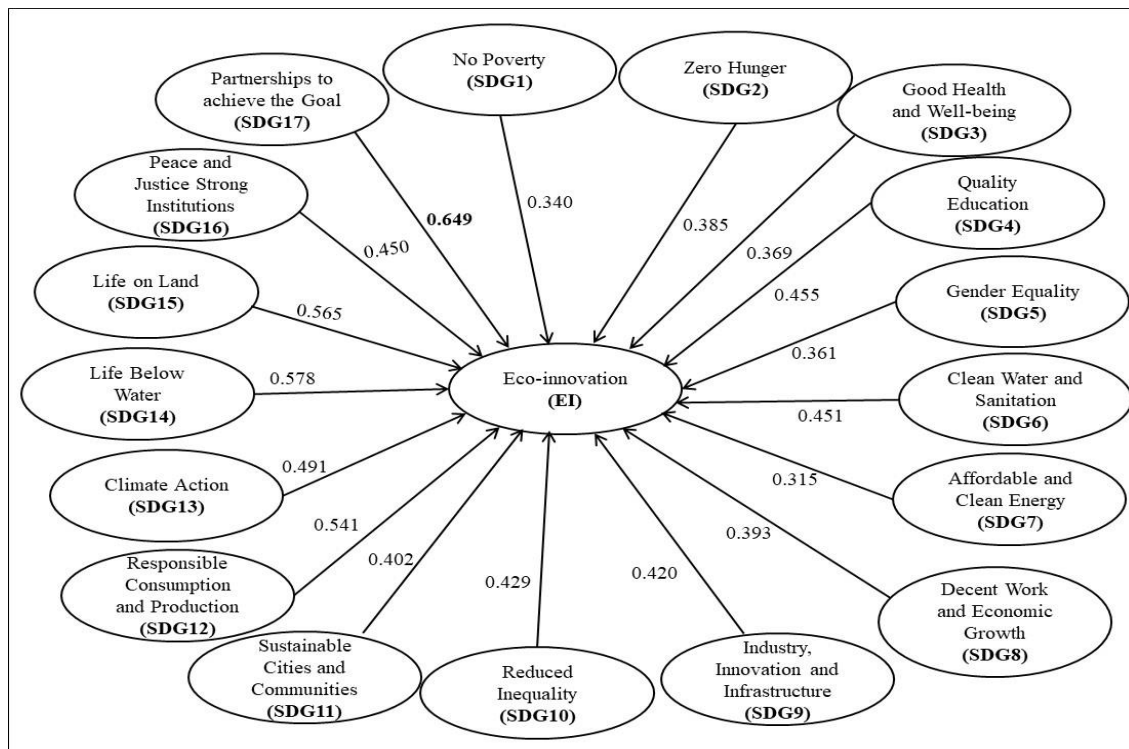 No Poverty
(SDG1)
Zero Hunger
(SDG2)
Good Health
and Well-being
(SDG3)
Quality
Education
(SDG4)
Gender Equality
(SDG5)
Clean Water and
Sanitation
(SDG6)
Affordable and
Clean Energy
(SDG7)
Decent Work
and Economic
Growth
(SDG8)
Industry,
Innovation and
Infrastructure
(SDG9)
Reduced
Inequality
(SDG10)
Sustainable
Cities and
Communities
(SDG11)
Responsible
Consumption
and Production
(SDG12)
Climate Action
(SDG13)
Life Below
Water
(SDG14)
Life on Land
(SDG15)
Peace and
Justice Strong
Institutions
(SDG16)
Partnerships to
achieve the Goal
(SDG17)
Eco-innovation
(EI)
0.340
0.385
0.369
0.455
0.361
0.451
0.315
0.393
0.420
0.429
0.402
0.541
0.491
0.578
0.565
0.450
0.649